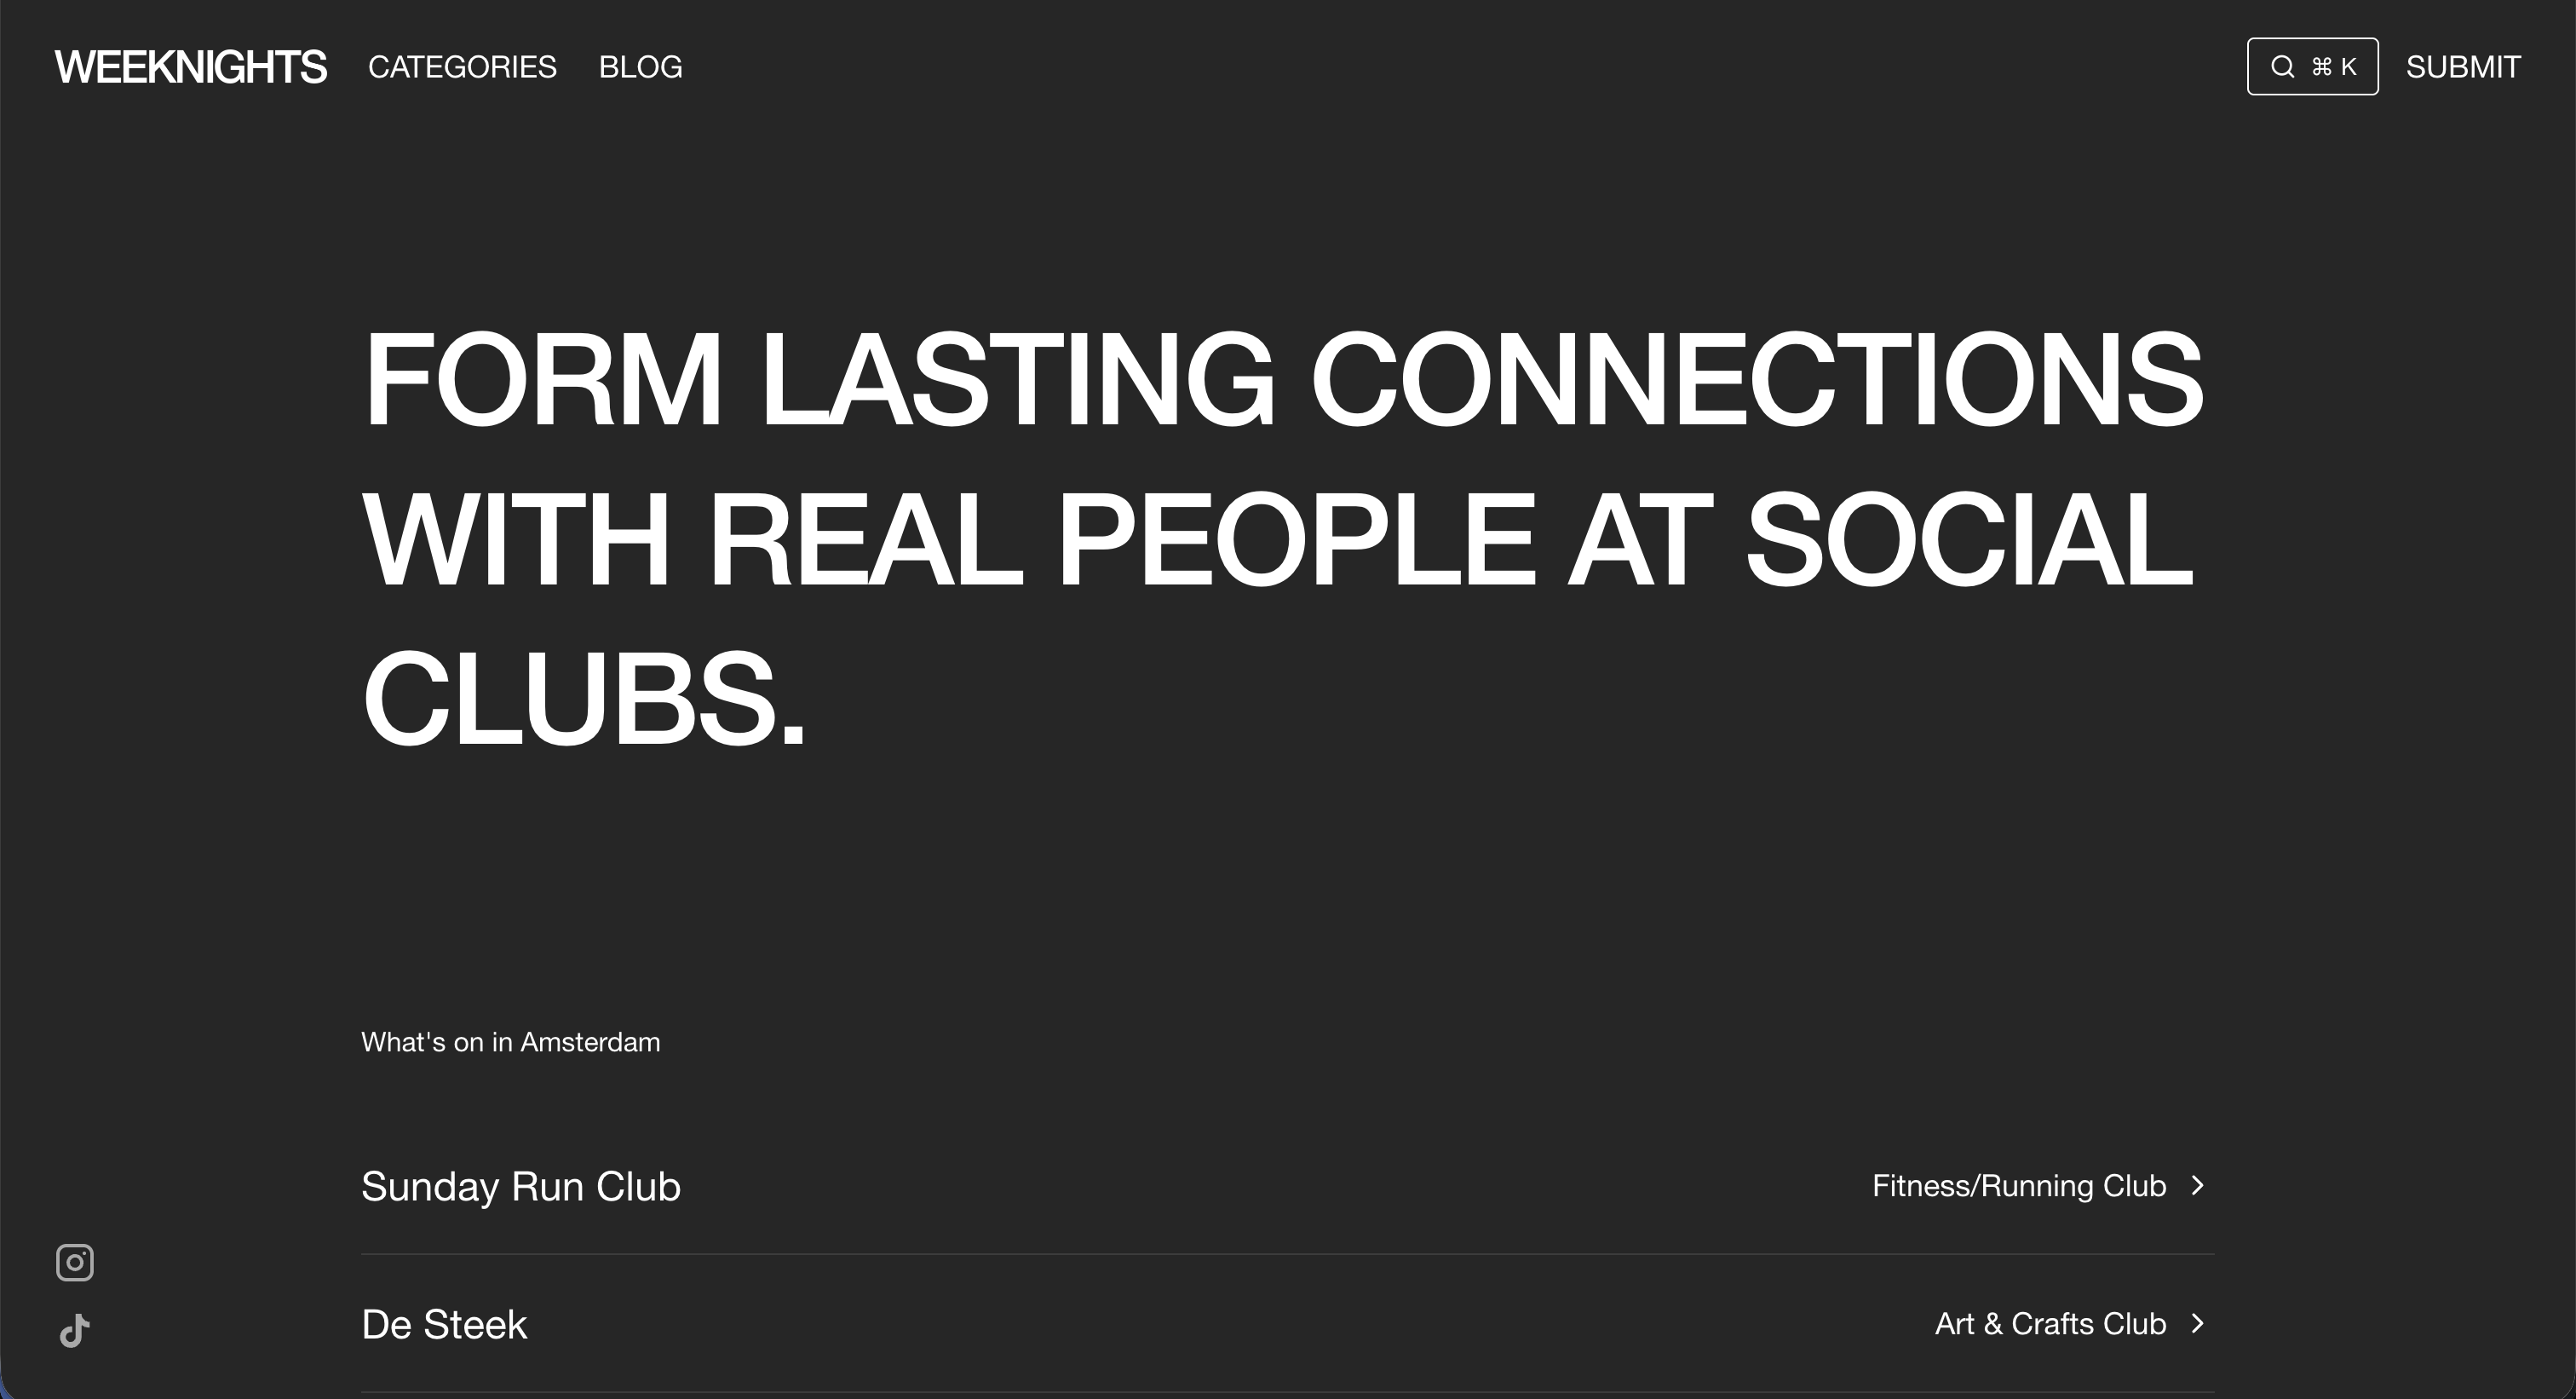 WEEKNIGHTS CATEGORIES BLOG ⌘ K SUBMIT
FORM LASTING CONNECTIONS
WITH REAL PEOPLE AT SOCIAL
CLUBS.
What's on in Amsterdam
Sunday Run Club Fitness/Running Club
De Steek Art & Crafts Club